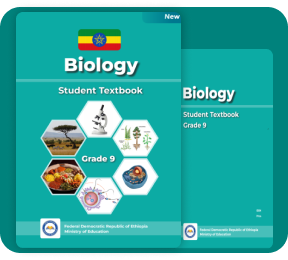 New
Biology
Student Textbook
Grade 9
Federal Democratic Republic of Ethiopia
Ministry of Education
Biology
Student Textbook
Grade 9
Federal Democratic Republic of Ethiopia
Ministry of Education